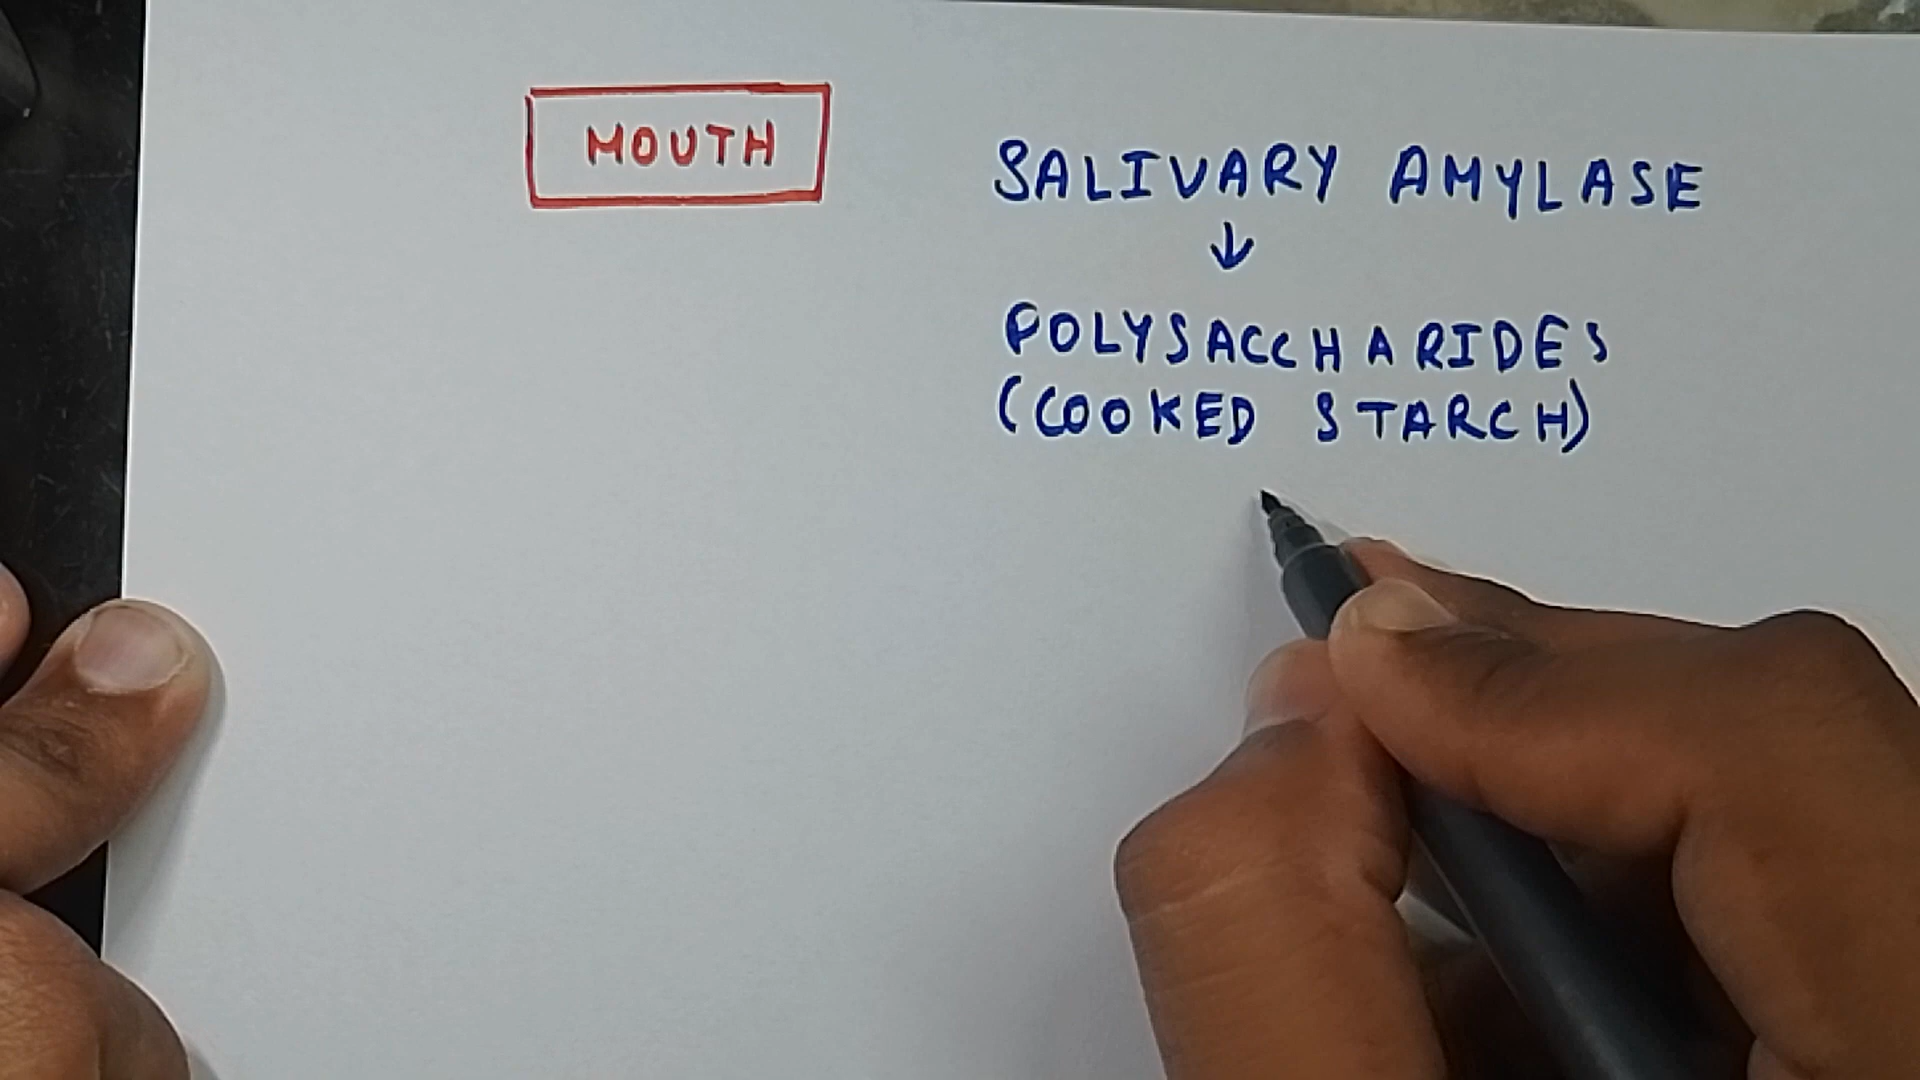 MOUTH
SALIVARY AMYLASE
↓
POLYSACCHARIDES
(COOKED STARCH)